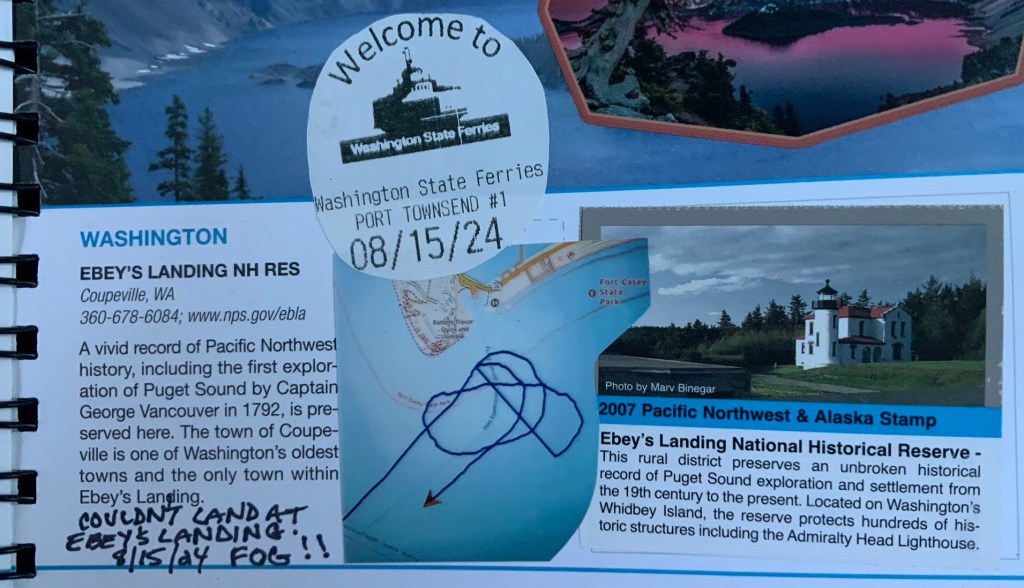 Welcome to
Washington State Ferries
Washington State Ferries
PORT TOWNSEND #1
08/15/24
WASHINGTON
EBEY'S LANDING NH RES
Coupeville, WA
360-678-6084; www.nps.gov/ebla
A vivid record of Pacific Northwest
history, including the first explor-
ation of Puget Sound by Captain
George Vancouver in 1792, is pre-
served here. The town of Coupe-
ville is one of Washington's oldest
towns and the only town within
Ebey's Landing.
COULDN'T LAND AT
EBEY'S LANDING!
8/15/24 FOG!!
Fort Casey
State
Park
Photo by Marv Binegar
2007 Pacific Northwest & Alaska Stamp
Ebey's Landing National Historical Reserve -
This rural district preserves an unbroken historical
record of Puget Sound exploration and settlement from
the 19th century to the present. Located on Washington's
Whidbey Island, the reserve protects hundreds of his-
toric structures including the Admiralty Head Lighthouse.